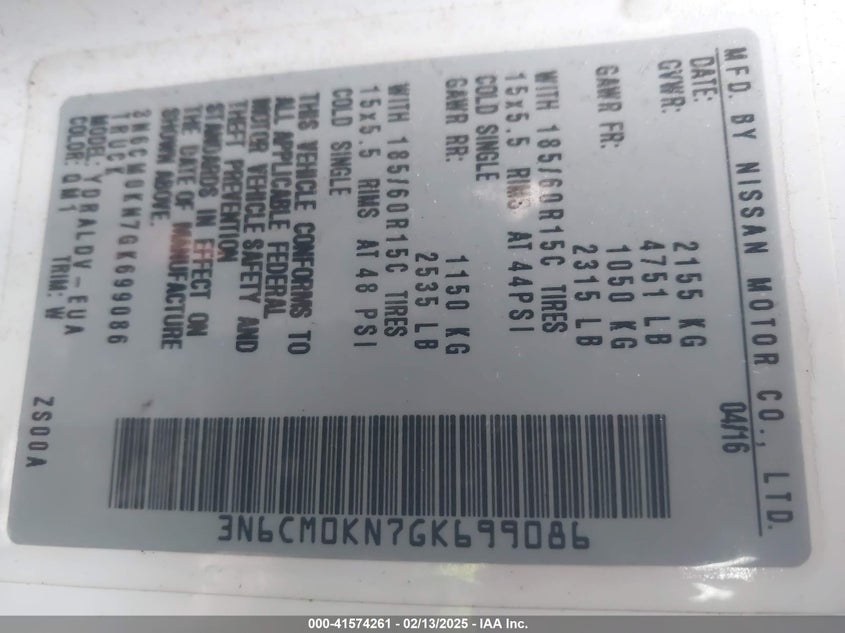 MFD. BY NISSAN MOTOR CO., LTD.
DATE: 04/16
GVWR: 2155 KG
4751 LB
GAWR FR: 1050 KG
2315 LB
WITH 185/60R15C TIRES
15x5.5 RIMS AT 44PSI
COLD SINGLE
GAWR RR: 1150 KG
2535 LB
WITH 185/60R15C TIRES
15x5.5 RIMS AT 48 PSI
COLD SINGLE
THIS VEHICLE CONFORMS TO
ALL APPLICABLE FEDERAL
MOTOR VEHICLE SAFETY AND
THEFT PREVENTION
STANDARDS IN EFFECT ON
THE DATE OF MANUFACTURE
SHOWN ABOVE.
3N6CM0KN7GK699086
TRUCK
MODEL: YDRALDV-EUA
COLOR: QM1 TRIM: W ZS00A
3N6CM0KN7GK699086
000-41574261 - 02/13/2025 - IAA Inc.